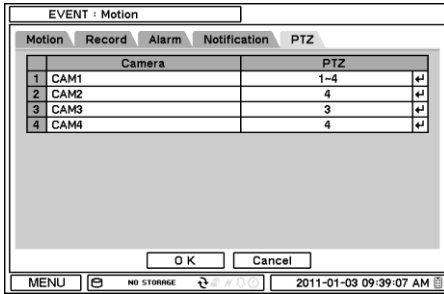 EVENT : Motion
Motion Record Alarm Notification PTZ
Camera PTZ
1 CAM1 1~4
2 CAM2 4
3 CAM3 3
4 CAM4 4
O K Cancel
MENU NO STORAGE 2011-01-03 09:39:07 AM